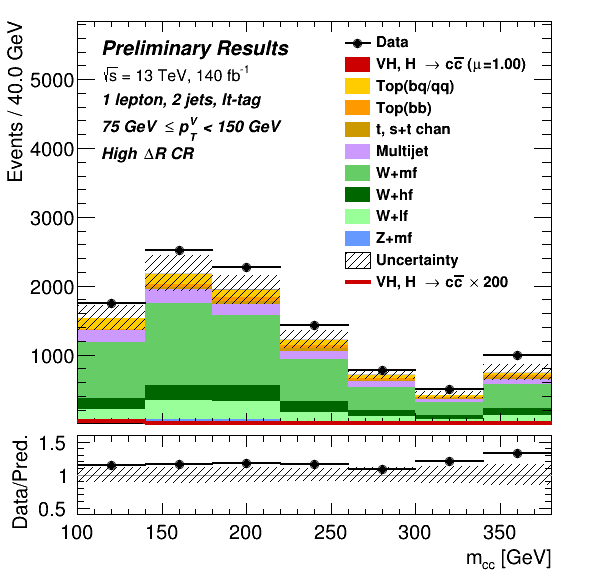 Events / 40.0 GeV
5000
4000
3000
2000
1000
Preliminary Results
√s = 13 TeV, 140 fb⁻¹
1 lepton, 2 jets, lt-tag
75 GeV ≤ p_T^V < 150 GeV
High ΔR CR
Data
VH, H → cc̅ (μ=1.00)
Top(bq/qq)
Top(bb)
t, s+t chan
Multijet
W+mf
W+hf
W+lf
Z+mf
Uncertainty
VH, H → cc̅ × 200
Data/Pred.
1.5
1
0.5
100 150 200 250 300 350
m_cc [GeV]